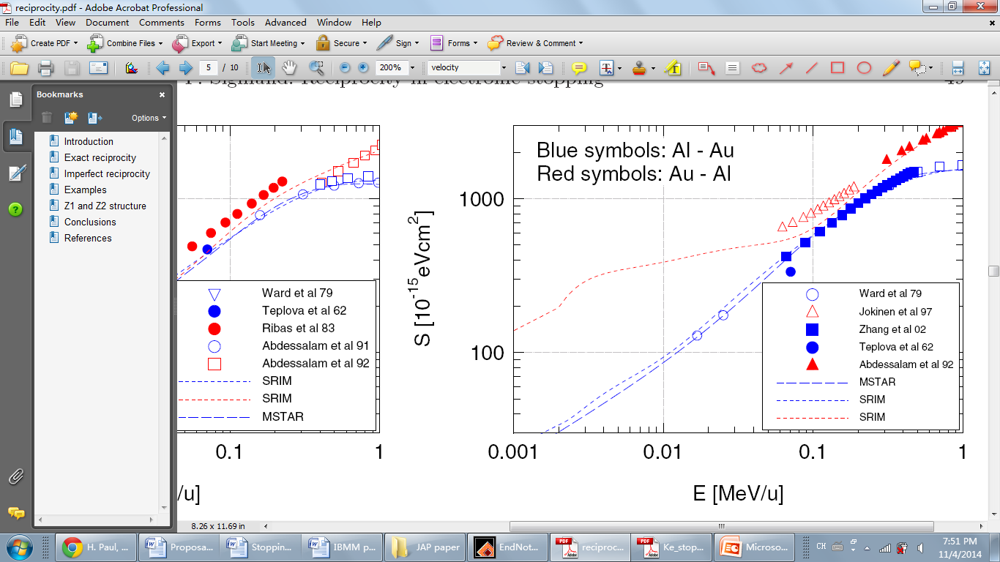 reciprocity.pdf - Adobe Acrobat Professional
File Edit View Document Comments Forms Tools Advanced Window Help
Create PDF Combine Files Export Start Meeting Secure Sign Forms Review & Comment
5 / 10 200% velocity
P. Sigmund: Reciprocity in electronic stopping
Bookmarks
Options
Introduction
Exact reciprocity
Imperfect reciprocity
Examples
Z1 and Z2 structure
Conclusions
References
Ward et al 79
Teplova et al 62
Ribas et al 83
Abdessalam et al 91
Abdessalam et al 92
SRIM
SRIM
MSTAR
0.1 1
/u]
Blue symbols: Al - Au
Red symbols: Au - Al
1000
100
S [10-15eVcm2]
Ward et al 79
Jokinen et al 97
Zhang et al 02
Teplova et al 62
Abdessalam et al 92
MSTAR
SRIM
SRIM
0.001 0.01 0.1 1
E [MeV/u]
8.26 x 11.69 in
H. Paul, ... Proposa... Stoppin... IBMM p... JAP paper EndNot... reciproc... Ke_stop... Microso... CH 7:51 PM
11/4/2014